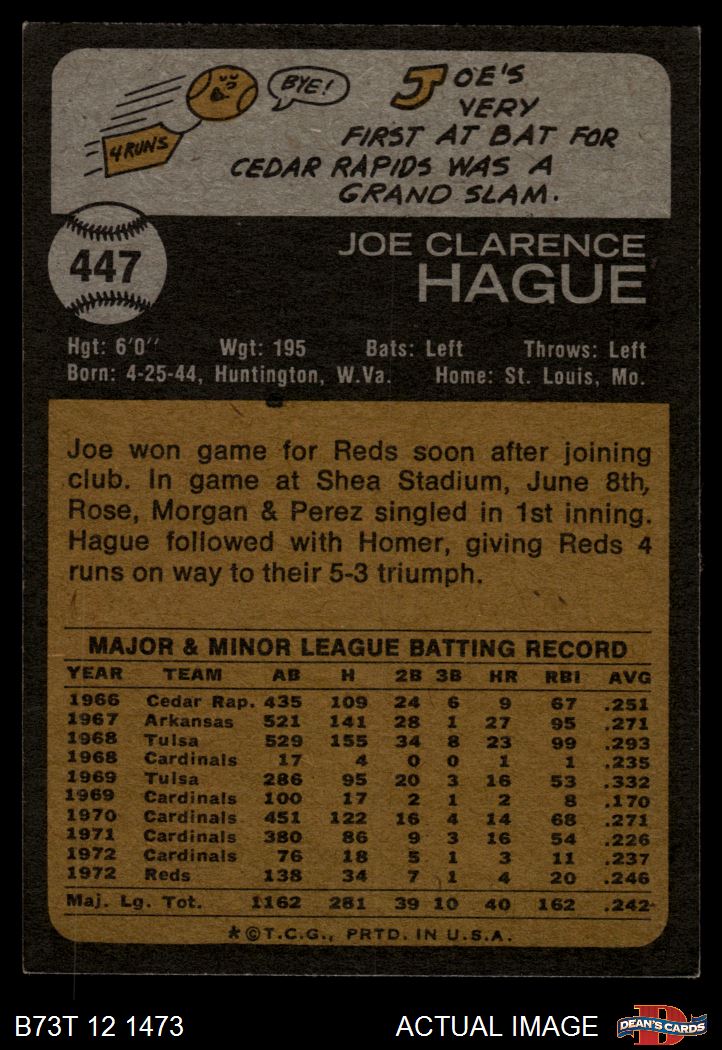 4 RUNS
BYE!
JOE'S
VERY
FIRST AT BAT FOR
CEDAR RAPIDS WAS A
GRAND SLAM.
447
JOE CLARENCE
HAGUE
Hgt: 6'0" Wgt: 195 Bats: Left Throws: Left
Born: 4-25-44, Huntington, W.Va. Home: St. Louis, Mo.
Joe won game for Reds soon after joining
club. In game at Shea Stadium, June 8th,
Rose, Morgan & Perez singled in 1st inning.
Hague followed with Homer, giving Reds 4
runs on way to their 5-3 triumph.
MAJOR & MINOR LEAGUE BATTING RECORD
YEAR TEAM AB H 2B 3B HR RBI AVG
1966 Cedar Rap. 435 109 24 6 9 67 .251
1967 Arkansas 521 141 28 1 27 95 .271
1968 Tulsa 529 155 34 8 23 99 .293
1968 Cardinals 17 4 0 0 1 1 .235
1969 Tulsa 286 95 20 3 16 53 .332
1969 Cardinals 100 17 2 1 2 8 .170
1970 Cardinals 451 122 16 4 14 68 .271
1971 Cardinals 380 86 9 3 16 54 .226
1972 Cardinals 76 18 5 1 3 11 .237
1972 Reds 138 34 7 1 4 20 .246
Maj. Lg. Tot. 1162 281 39 10 40 162 .242
*©T.C.G., PRTD. IN U.S.A.
B73T 12 1473 ACTUAL IMAGE
D
DEAN'S CARDS